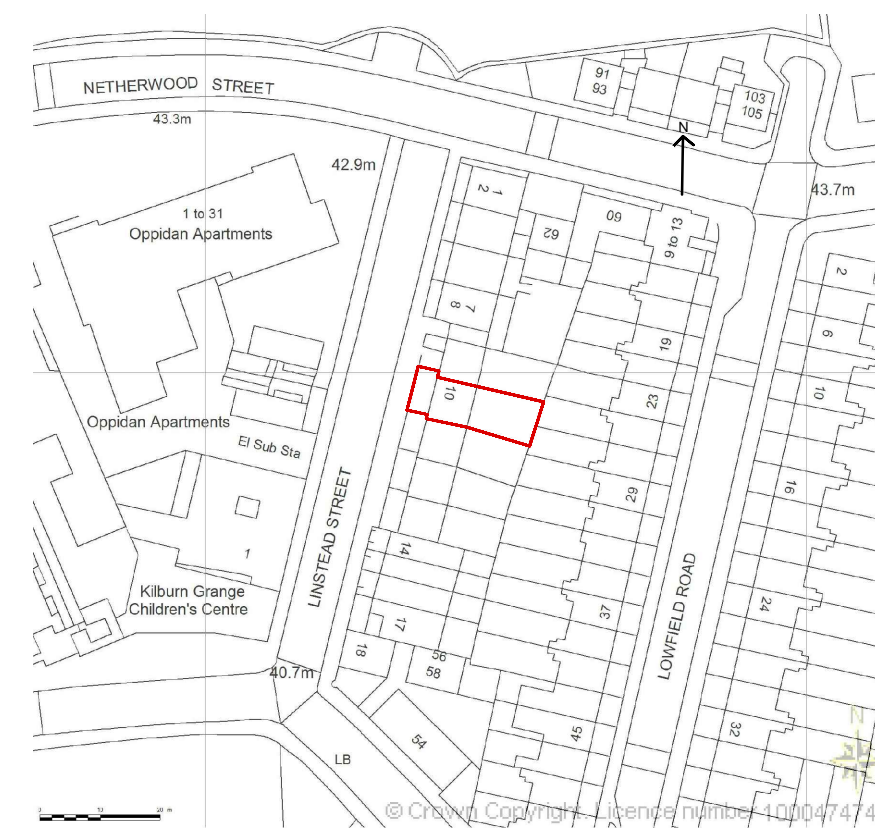 NETHERWOOD STREET
43.3m
91
93
103
105
N
42.9m
43.7m
1 to 31
Oppidan Apartments
1
2
62
60
9 to 13
2
7
8
19
6
10
23
10
Oppidan Apartments
El Sub Sta
29
16
LINSTEAD STREET
1
14
Kilburn Grange
Children's Centre
37
24
17
LOWFIELD ROAD
18
56
58
40.7m
54
45
32
N
LB
0 10 20 m
© Crown Copyright. Licence number 100047474